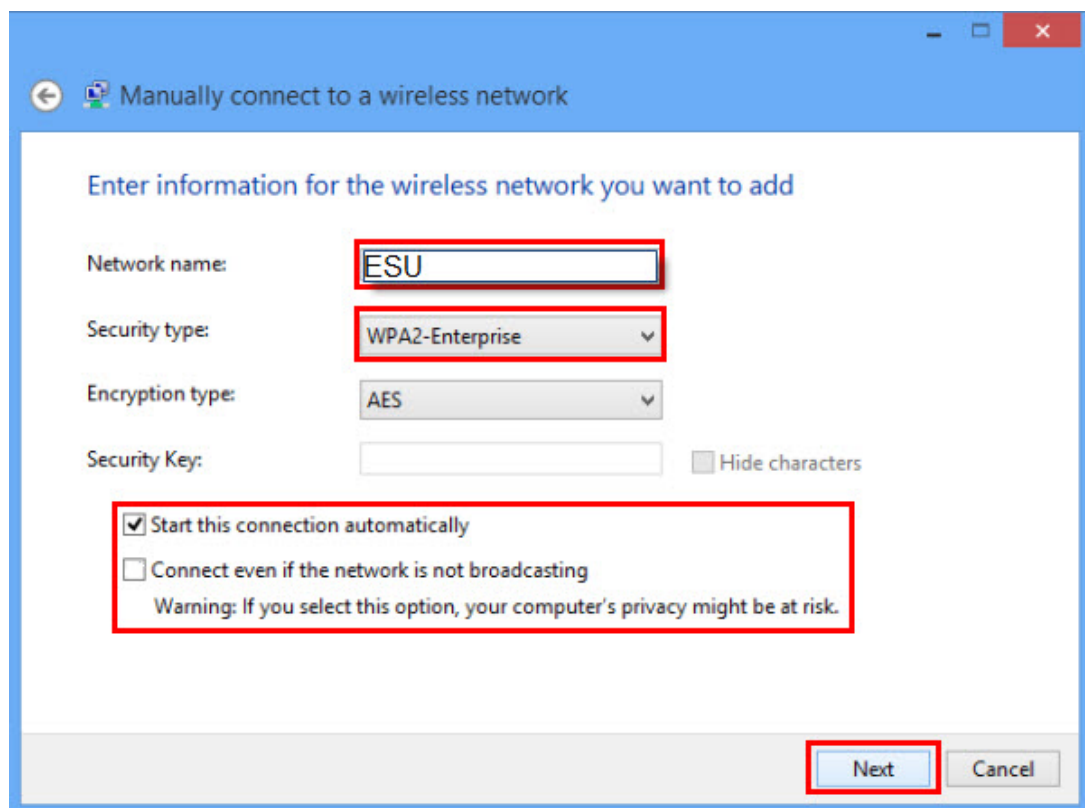 Manually connect to a wireless network
Enter information for the wireless network you want to add
Network name:
ESU
Security type:
WPA2-Enterprise
Encryption type:
AES
Security Key:
Hide characters
Start this connection automatically
Connect even if the network is not broadcasting
Warning: If you select this option, your computer's privacy might be at risk.
Next
Cancel